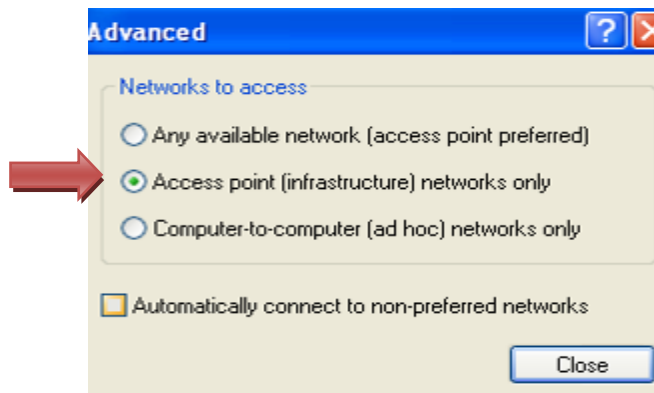 Advanced
Networks to access
Any available network (access point preferred)
Access point (infrastructure) networks only
Computer-to-computer (ad hoc) networks only
Automatically connect to non-preferred networks
Close